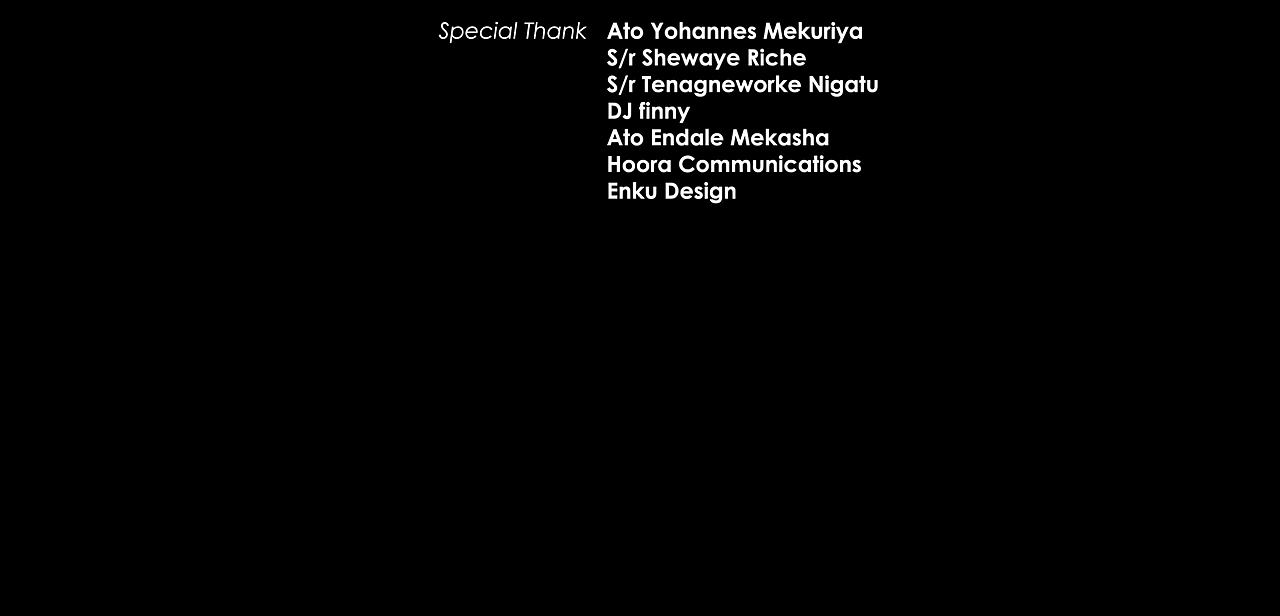 Special Thank Ato Yohannes Mekuriya
S/r Shewaye Riche
S/r Tenagneworke Nigatu
DJ finny
Ato Endale Mekasha
Hoora Communications
Enku Design